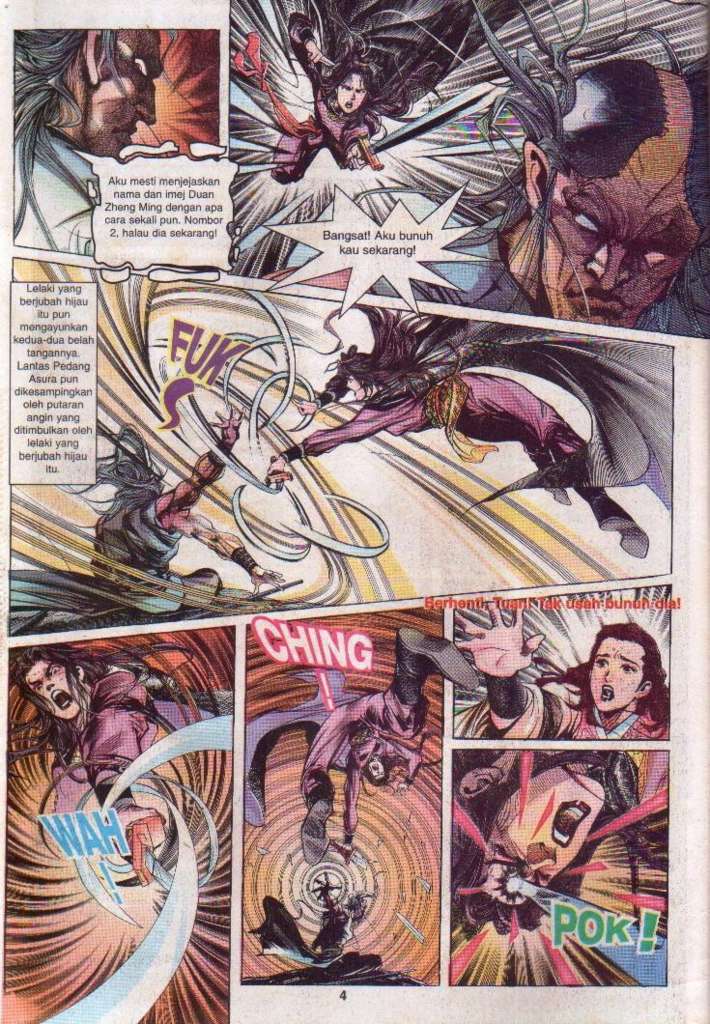 Aku mesti menjejaskan
nama dan imej Duan
Zheng Ming dengan apa
cara sekali pun. Nombor
2, halau dia sekarang!
Bangsat! Aku bunuh
kau sekarang!
Lelaki yang
berjubah hijau
itu pun
mengayunkan
kedua-dua belah
tangannya.
Lantas Pedang
Asura pun
dikesampingkan
oleh putaran
angin yang
ditimbulkan oleh
lelaki yang
berjubah hijau
itu.
FUK
S
Berhenti, Tuan! Tak usah bunuh dia!
WAH
!
CHING
!
POK!
4